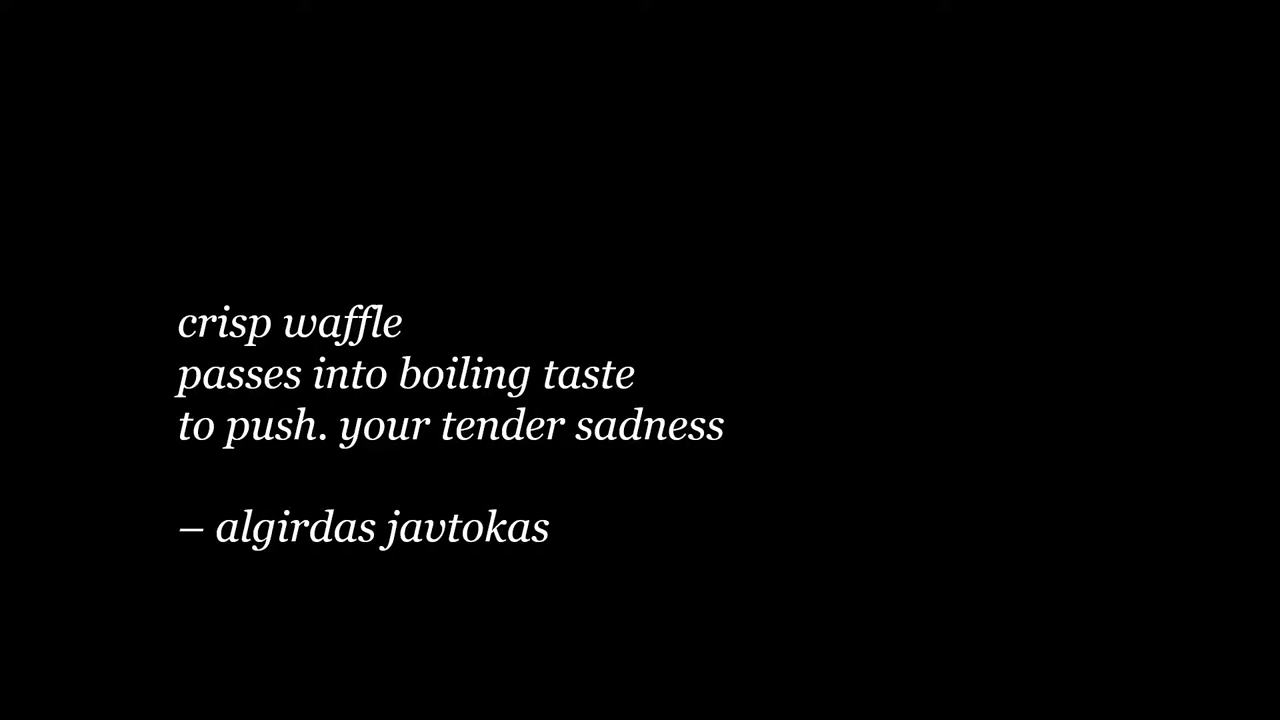 crisp waffle
passes into boiling taste
to push. your tender sadness
– algirdas javtokas